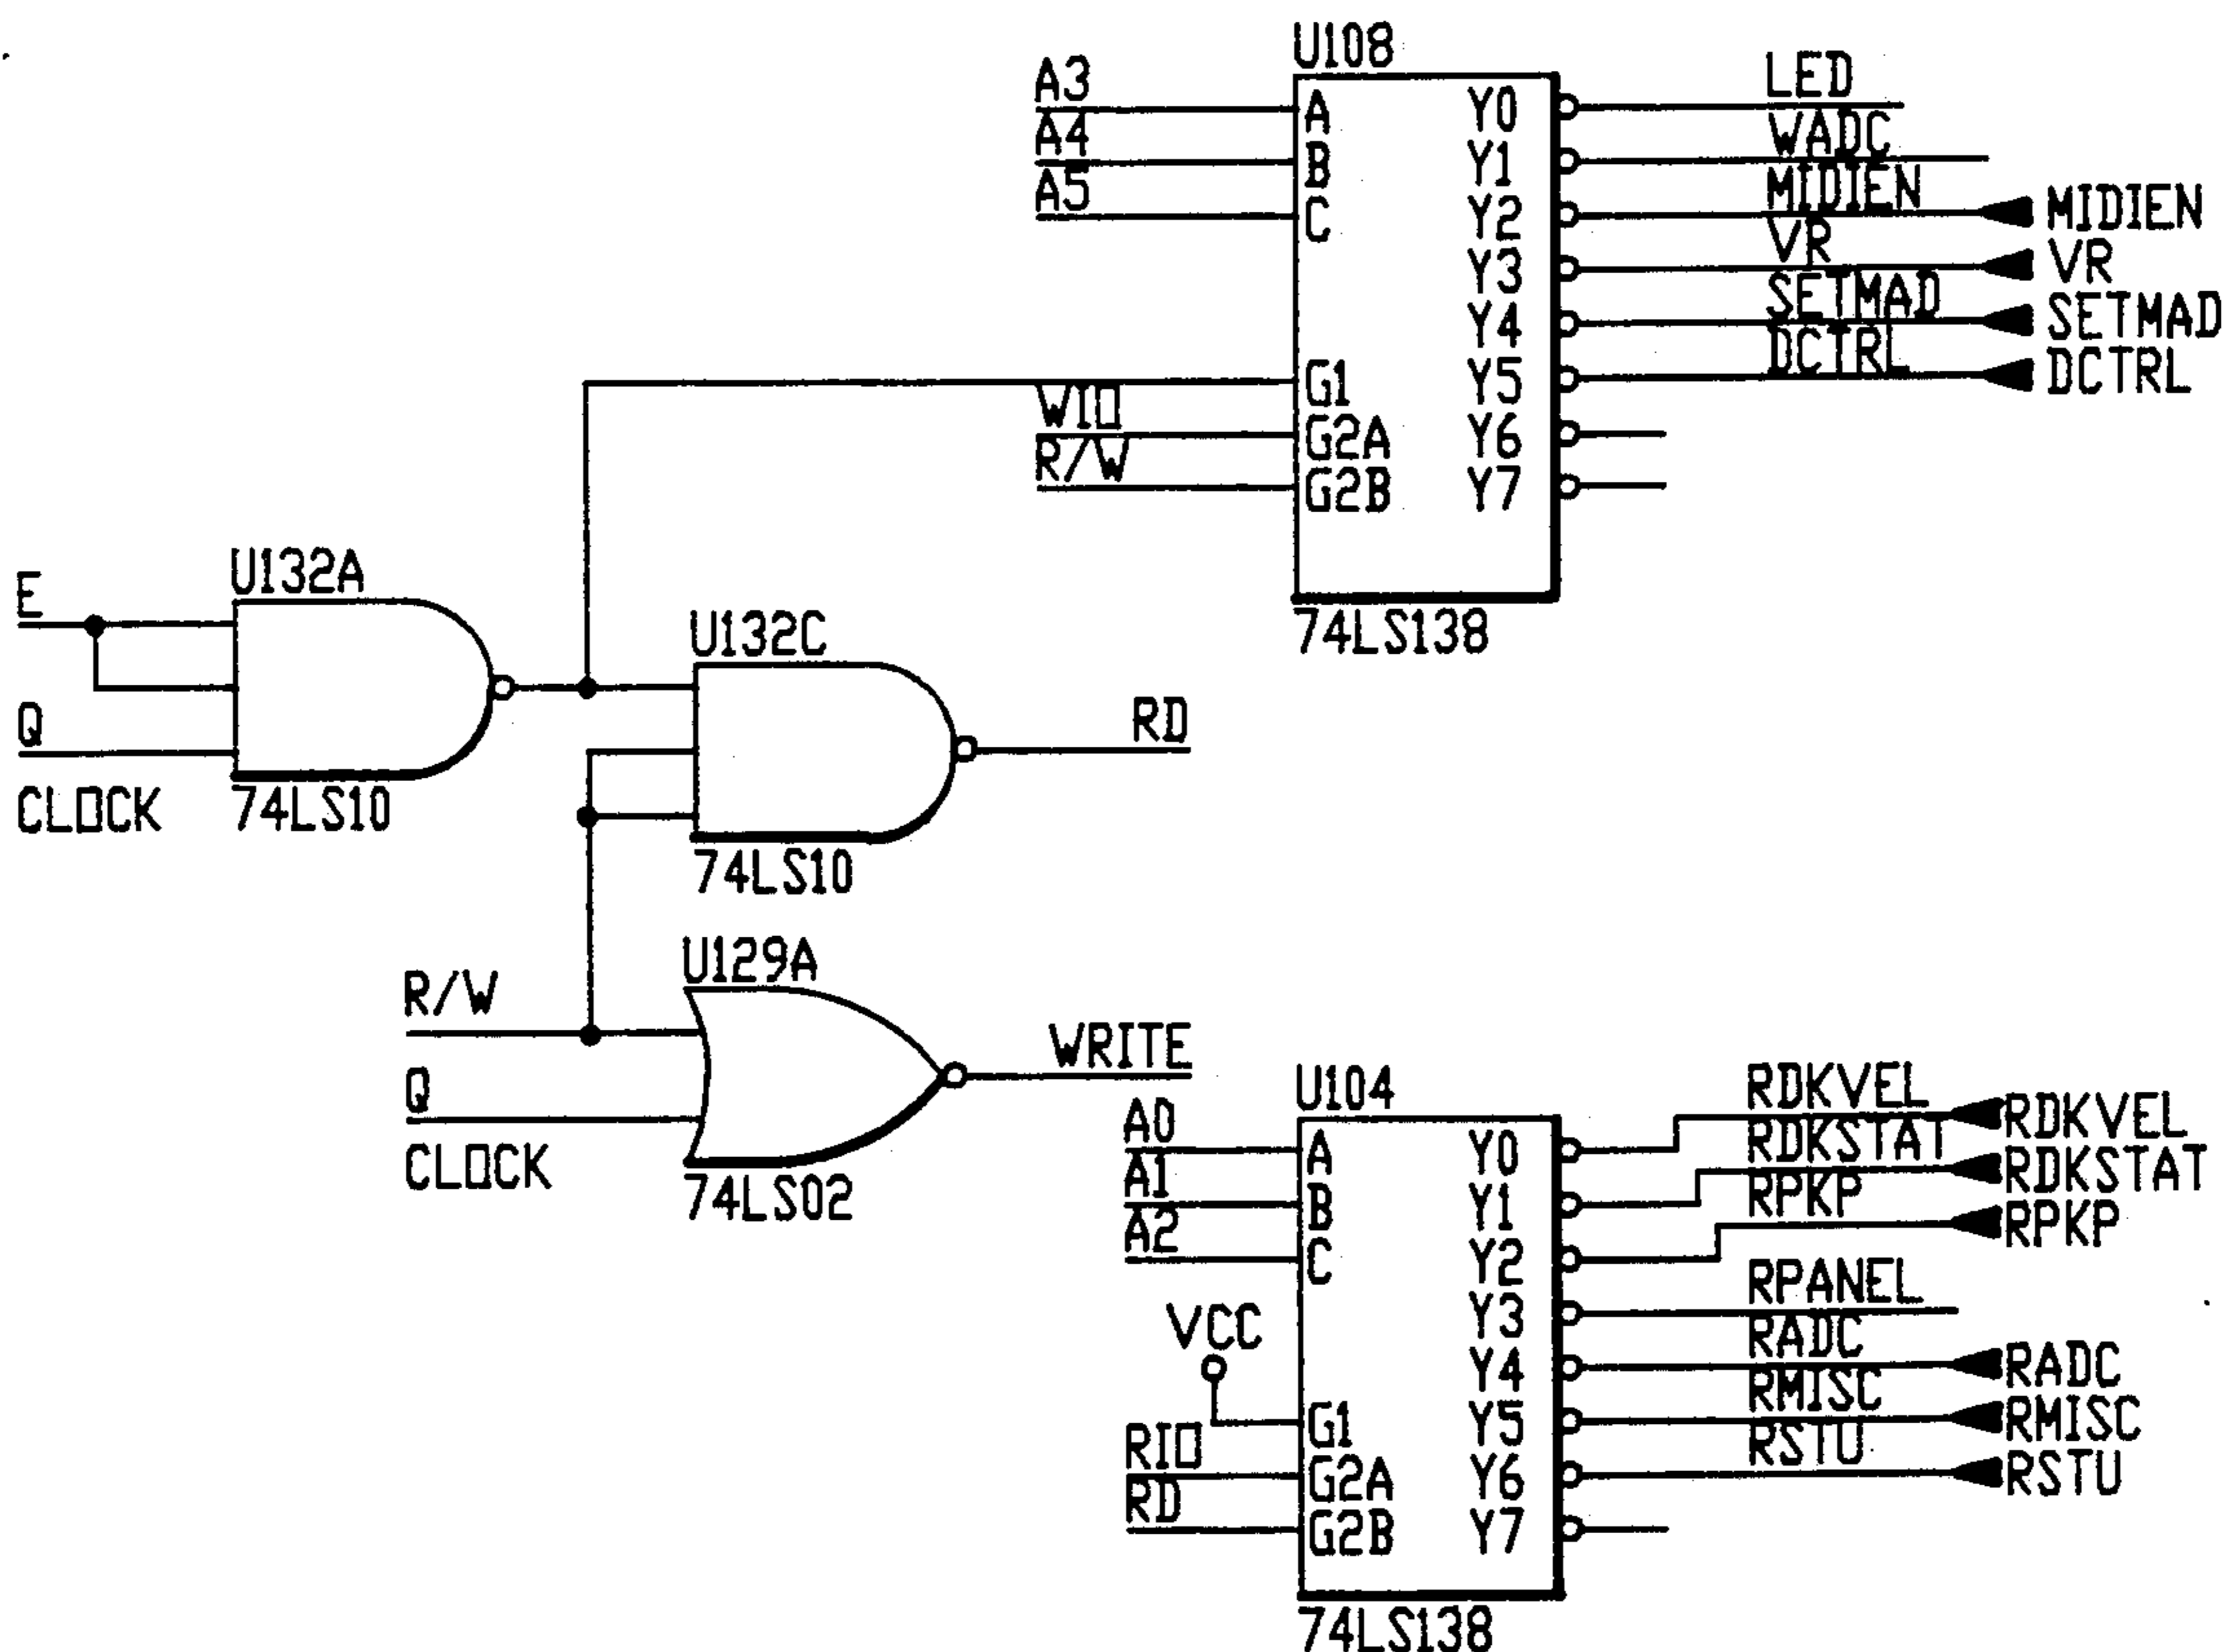 U108
A3
A4
A5
A
B
C
G1
G2A
G2B
WIO
R/W
Y0
Y1
Y2
Y3
Y4
Y5
Y6
Y7
LED
WADC
MIDIEN
VR
SETMAD
DCTRL
MIDIEN
VR
SETMAD
DCTRL
74LS138
E
Q
CLOCK
U132A
74LS10
U132C
74LS10
RD
R/W
Q
CLOCK
U129A
74LS02
WRITE
U104
A0
A1
A2
VCC
RIO
RD
A
B
C
G1
G2A
G2B
Y0
Y1
Y2
Y3
Y4
Y5
Y6
Y7
RDKVEL
RDKSTAT
RPKP
RPANEL
RADC
RMISC
RSTU
RDKVEL
RDKSTAT
RPKP
RADC
RMISC
RSTU
74LS138